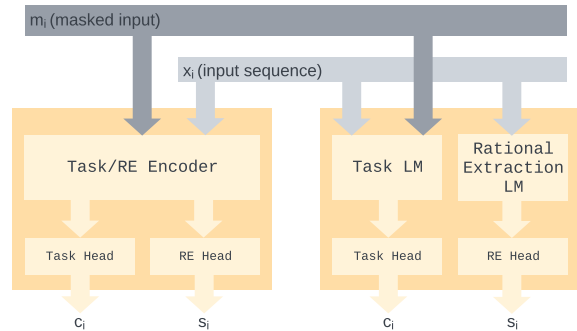 mᵢ (masked input)
xᵢ (input sequence)
Task/RE Encoder
Task LM
Rational
Extraction
LM
Task Head
RE Head
Task Head
RE Head
cᵢ
sᵢ
cᵢ
sᵢ